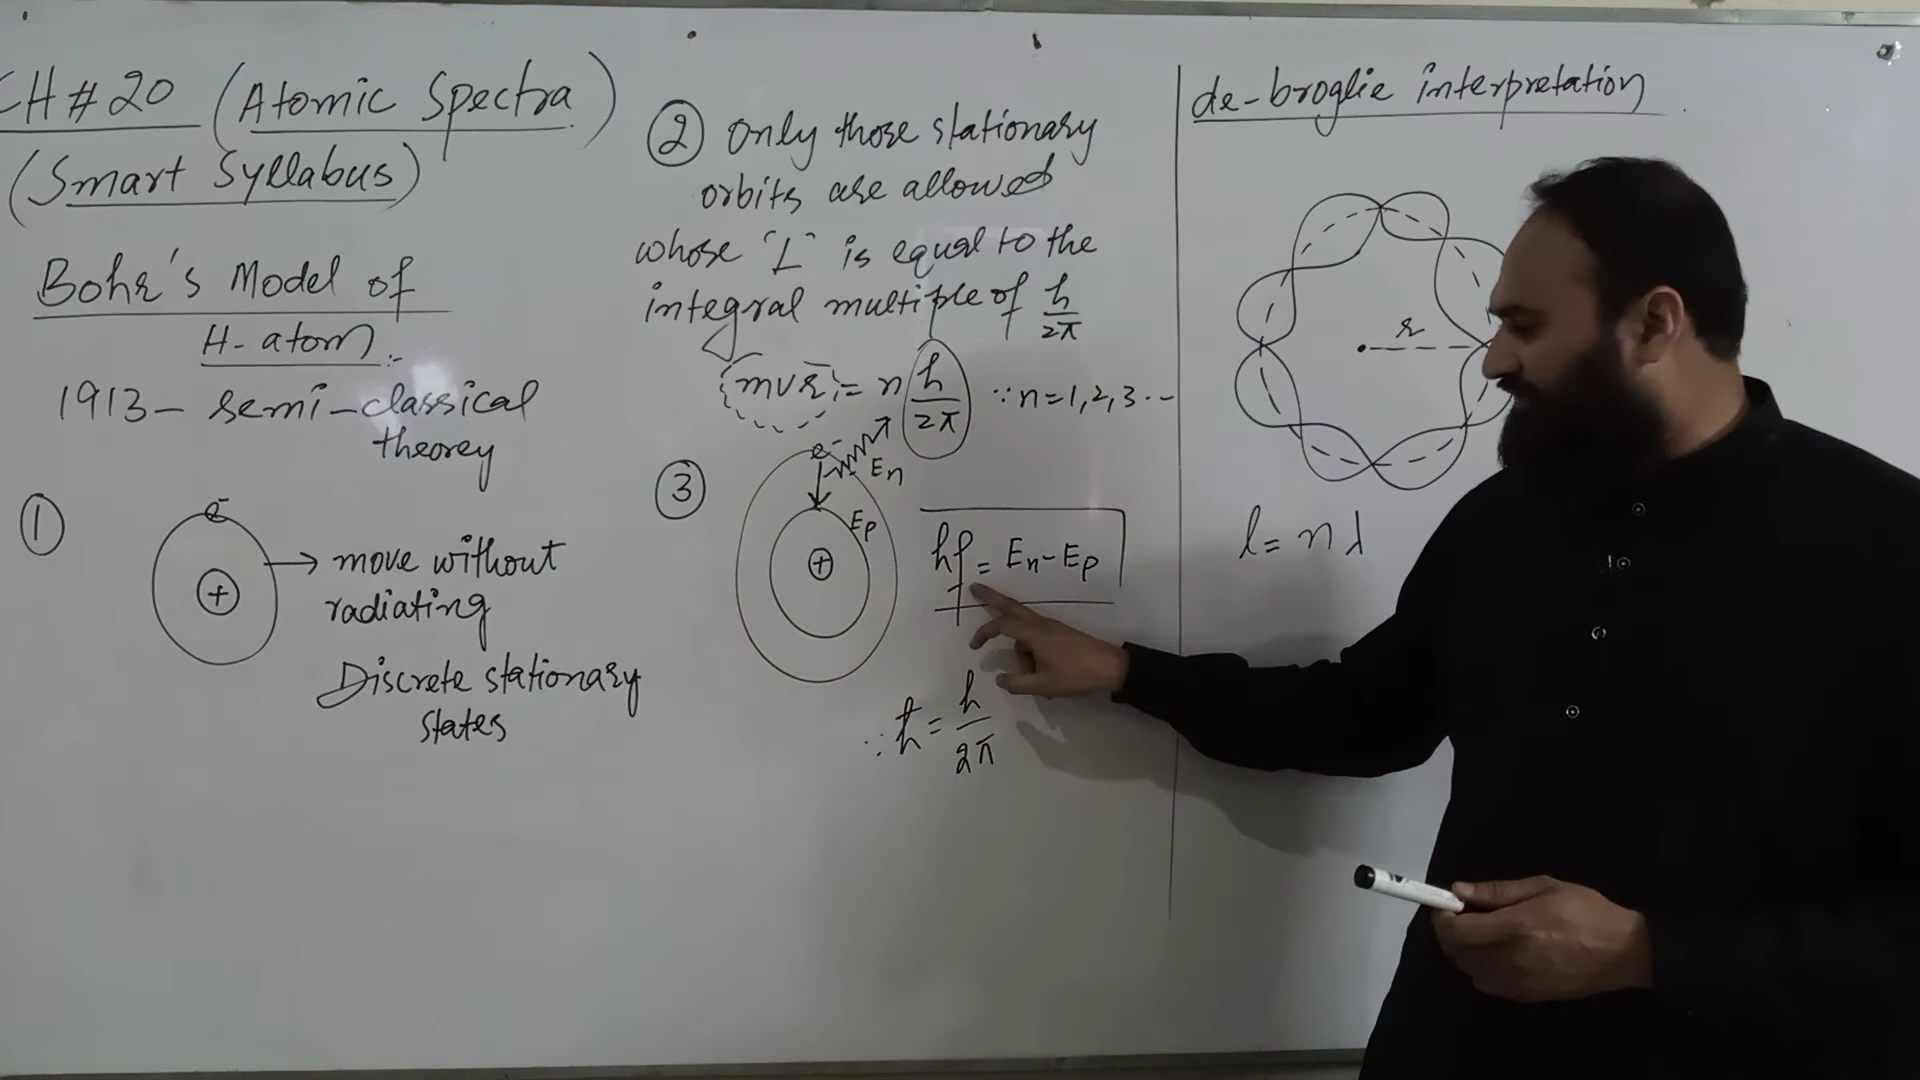 CH # 20 (Atomic Spectra)
(Smart Syllabus)
Bohr's Model of
H-atom :-
1913 - semi-classical
theorey
① e⁻
+
→ move without
radiating
Discrete stationary
states
② Only those stationary
orbits are allowed
whose "L" is equal to the
integral multiple of h/2π
mvr = n h/2π ∵ n = 1, 2, 3 --
③ e⁻ En
Ep
+
hf = En - Ep
∵ ħ = h/2π
de-broglie interpretation
r
l = nλ